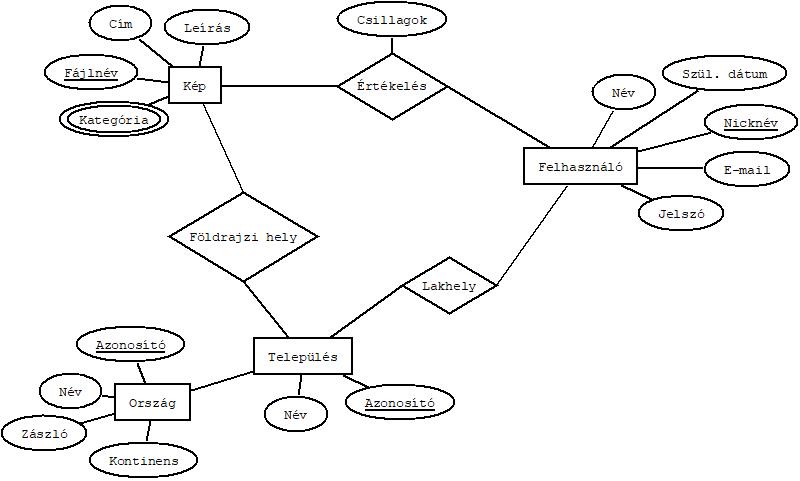 Csillagok
Cím
Leírás
Fájlnév
Kép
Értékelés
Szül. dátum
Név
Kategória
Nicknév
Felhasználó
E-mail
Jelszó
Földrajzi hely
Lakhely
Azonosító
Település
Név
Ország
Azonosító
Név
Zászló
Kontinens